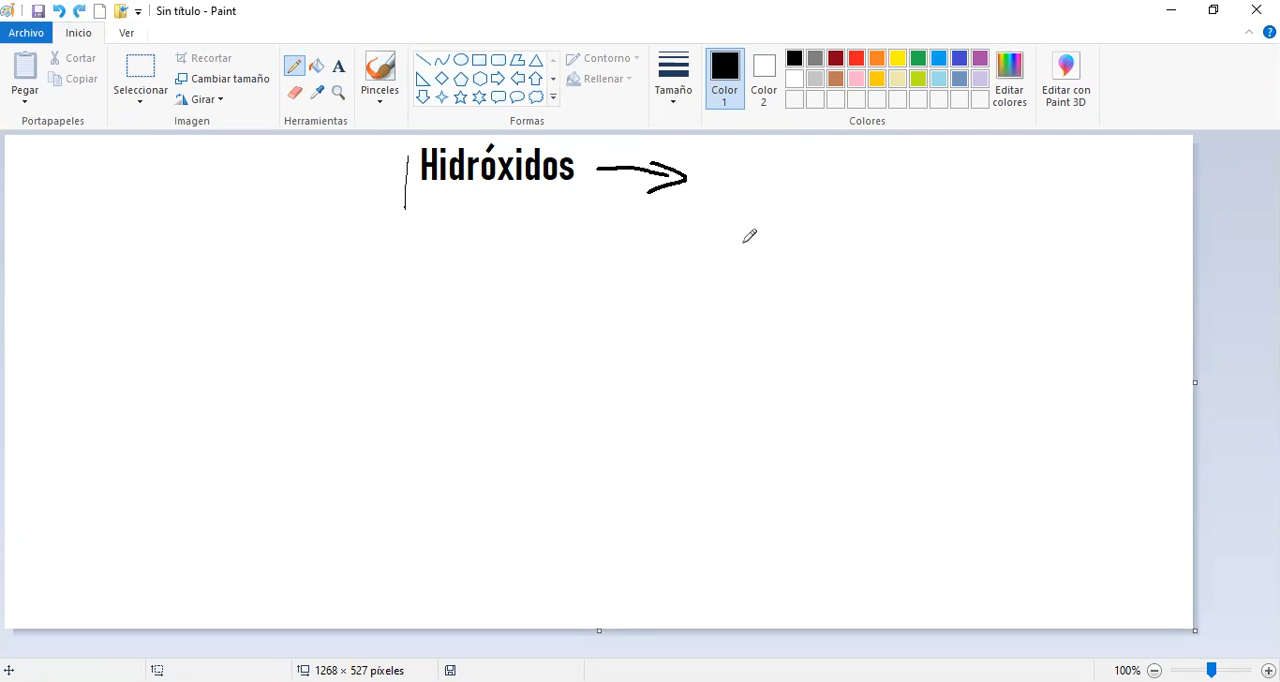 Sin título - Paint
Archivo Inicio Ver
Pegar
Cortar
Copiar
Portapapeles
Seleccionar
Recortar
Cambiar tamaño
Girar
Imagen
A
Herramientas
Pinceles
Contorno
Rellenar
Formas
Tamaño
Color 1
Color 2
Editar colores
Editar con Paint 3D
Colores
Hidróxidos
1268 × 527 píxeles
100%